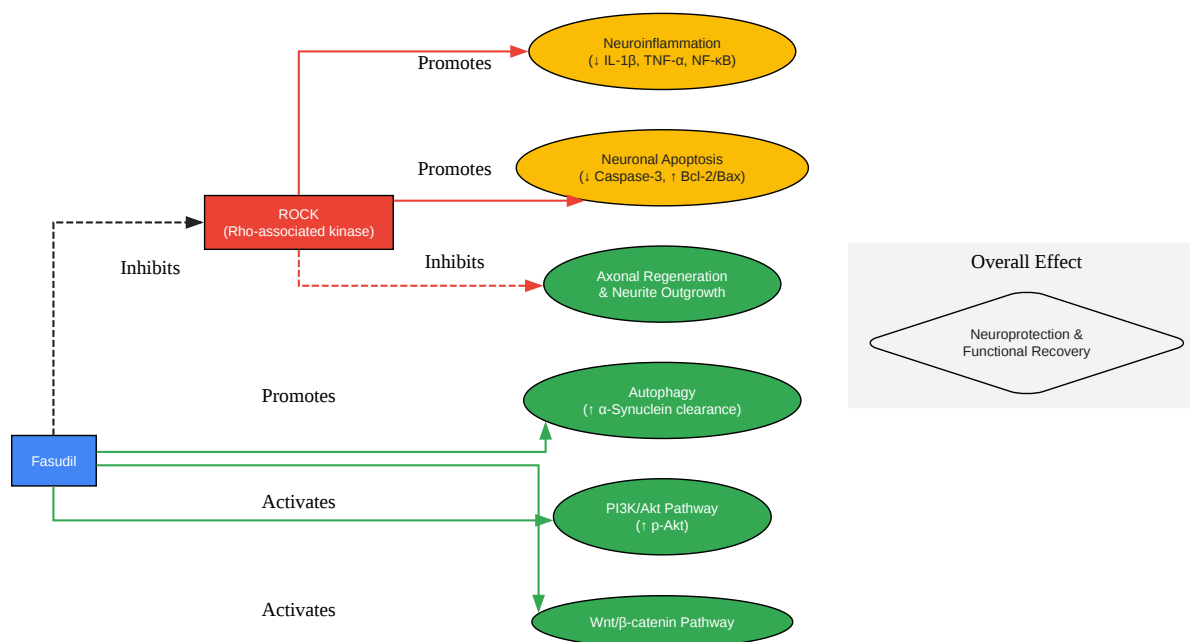 Neuroinflammation
(↓ IL-1β, TNF-α, NF-κB)
Promotes
Neuronal Apoptosis
(↓ Caspase-3, ↑ Bcl-2/Bax)
Promotes
ROCK
(Rho-associated kinase)
Inhibits
Inhibits
Axonal Regeneration
& Neurite Outgrowth
Overall Effect
Neuroprotection &
Functional Recovery
Promotes
Autophagy
(↑ α-Synuclein clearance)
Fasudil
Activates
PI3K/Akt Pathway
(↑ p-Akt)
Activates
Wnt/β-catenin Pathway